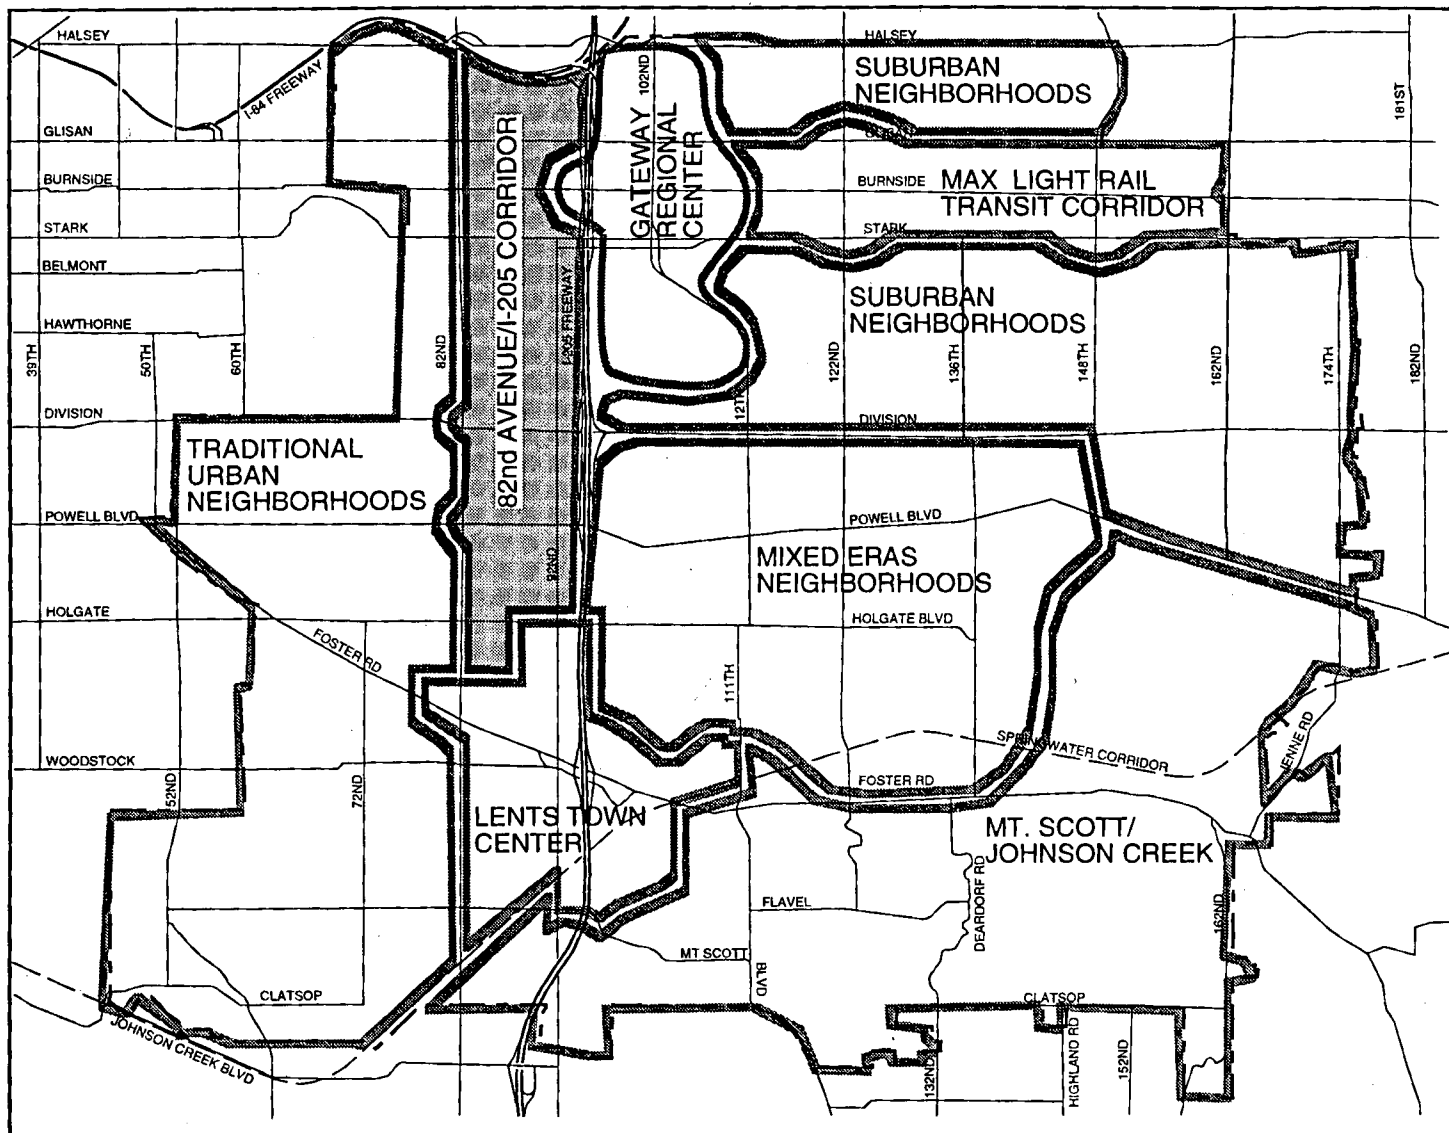 HALSEY
HALSEY
I-84 FREEWAY
102ND
181ST
SUBURBAN
NEIGHBORHOODS
GLISAN
BURNSIDE
BURNSIDE
MAX LIGHT RAIL
TRANSIT CORRIDOR
GATEWAY
REGIONAL
CENTER
82nd AVENUE/I-205 CORRIDOR
STARK
STARK
BELMONT
I-205 FREEWAY
SUBURBAN
NEIGHBORHOODS
HAWTHORNE
39TH
50TH
60TH
82ND
122ND
136TH
148TH
162ND
174TH
182ND
12TH
DIVISION
DIVISION
TRADITIONAL
URBAN
NEIGHBORHOODS
POWELL BLVD
POWELL BLVD
92ND
MIXED ERAS
NEIGHBORHOODS
HOLGATE
HOLGATE BLVD
FOSTER RD
111TH
SPRINGWATER CORRIDOR
JENNE RD
WOODSTOCK
52ND
72ND
FOSTER RD
LENTS TOWN
CENTER
MT. SCOTT/
JOHNSON CREEK
FLAVEL
DEARDORF RD
162ND
MT SCOTT
BLVD
CLATSOP
CLATSOP
JOHNSON CREEK BLVD
132ND
HIGHLAND RD
152ND